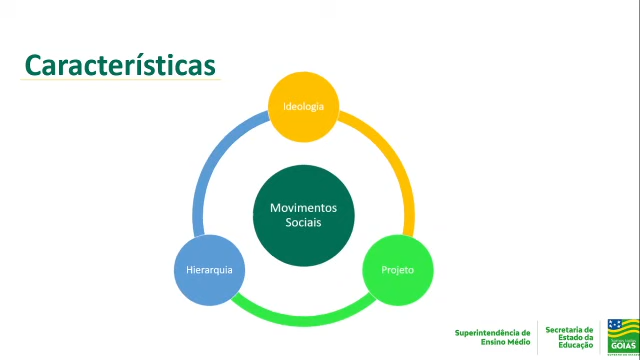 Características
Ideologia
Movimentos
Sociais
Hierarquia
Projeto
Superintendência de
Ensino Médio
Secretaria de
Estado da
Educação
GOIÁS